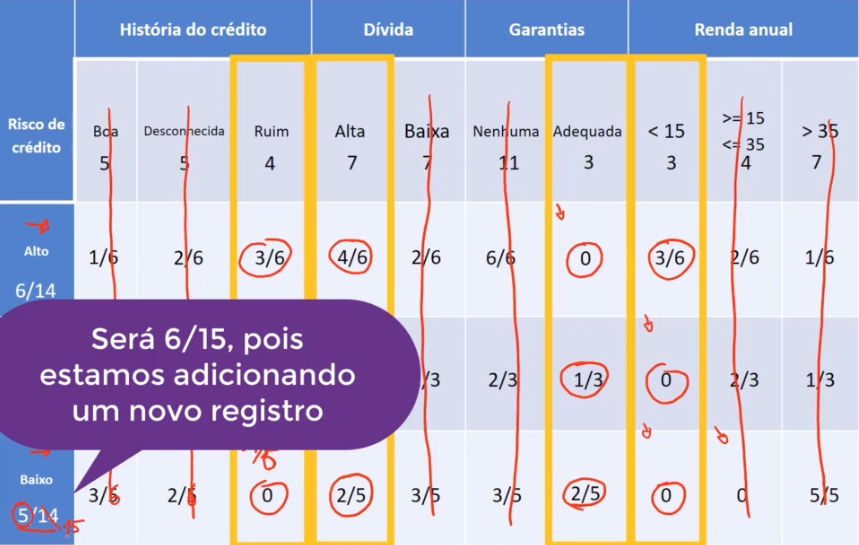 História do crédito Dívida Garantias Renda anual
Risco de crédito
Boa Desconhecida Ruim Alta Baixa Nenhuma Adequada < 15 >= 15 <= 35 > 35
5 5 4 7 7 11 3 3 4 7
Alto
6/14
1/6 2/6 3/6 4/6 2/6 6/6 0 3/6 2/6 1/6
Será 6/15, pois
estamos adicionando
um novo registro
/3 2/3 1/3 0 2/3 1/3
Baixo
5/14
15
3/5 2/5 0 2/5 3/5 3/5 2/5 0 0 5/5
6